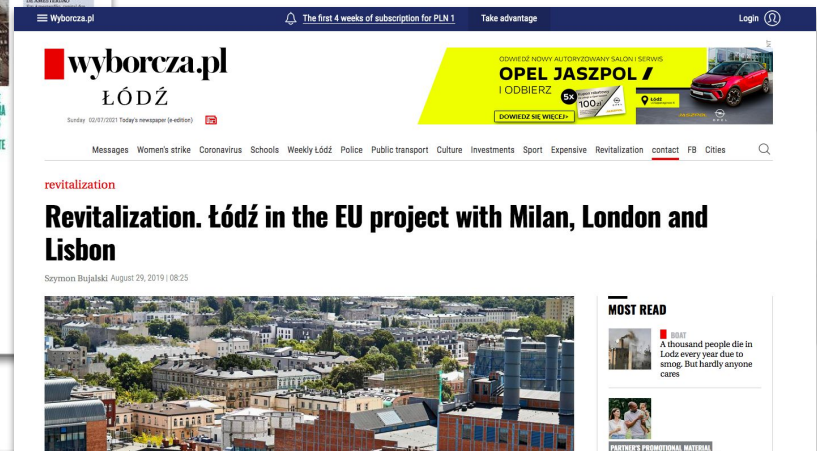 Wyborcza.pl
The first 4 weeks of subscription for PLN 1
Take advantage
Login
wyborcza.pl
ŁÓDŹ
Sunday 02/07/2021 Today's newspaper (e-edition)
ODWIEDŹ NOWY AUTORYZOWANY SALON I SERWIS
OPEL JASZPOL
I ODBIERZ
5x
100zł
Łódź
DOWIEDZ SIĘ WIĘCEJ>
Messages Women's strike Coronavirus Schools Weekly Łódź Police Public transport Culture Investments Sport Expensive Revitalization contact FB Cities
revitalization
Revitalization. Łódź in the EU project with Milan, London and
Lisbon
Szymon Bujalski August 29, 2019 | 08:25
MOST READ
BOAT
A thousand people die in
Lodz every year due to
smog. But hardly anyone
cares
PARTNER'S PROMOTIONAL MATERIAL